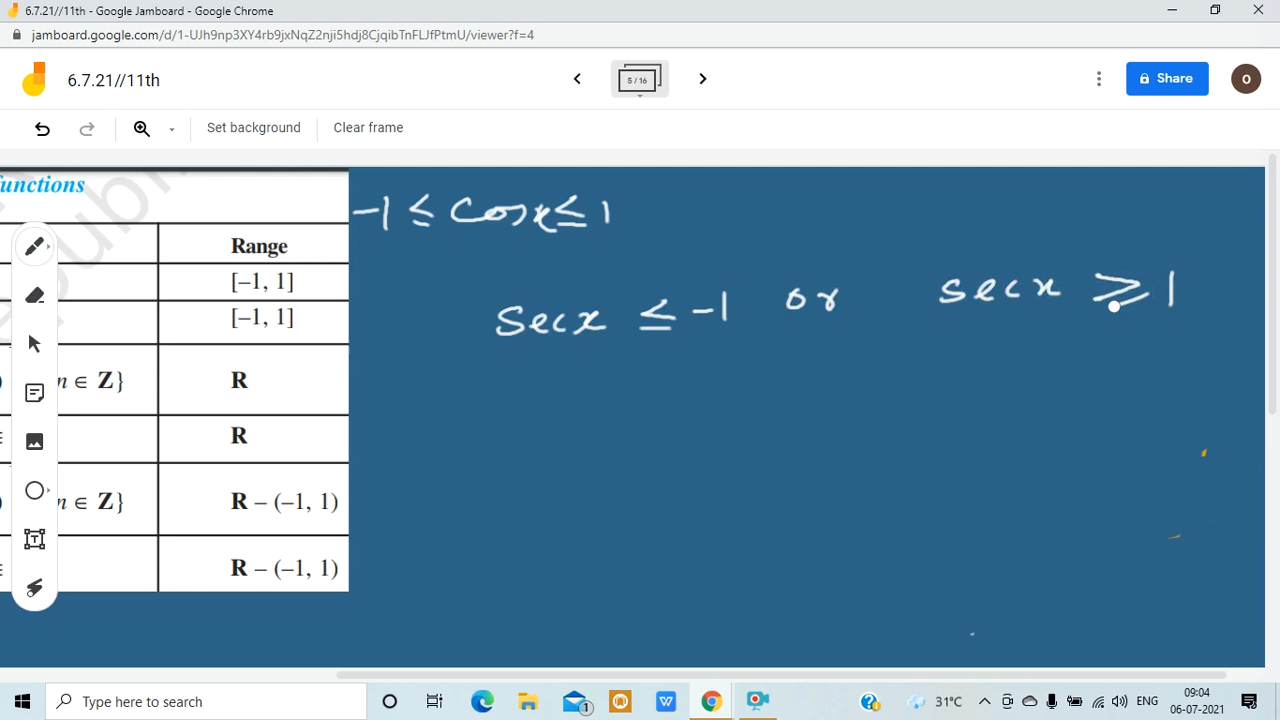 6.7.21//11th - Google Jamboard - Google Chrome
jamboard.google.com/d/1-UJh9np3XY4rb9jxNqZ2nji5hdj8CjqibTnFLJfPtmU/viewer?f=4
6.7.21//11th
5 / 16
Share
O
Set background
Clear frame
functions
Range
[–1, 1]
[–1, 1]
n ∈ Z}
R
R
n ∈ Z}
R – (–1, 1)
R – (–1, 1)
-1 ≤ Cosx ≤ 1
Secx ≤ -1 or secx ≥ 1
Type here to search
1
31°C
ENG
09:04
06-07-2021